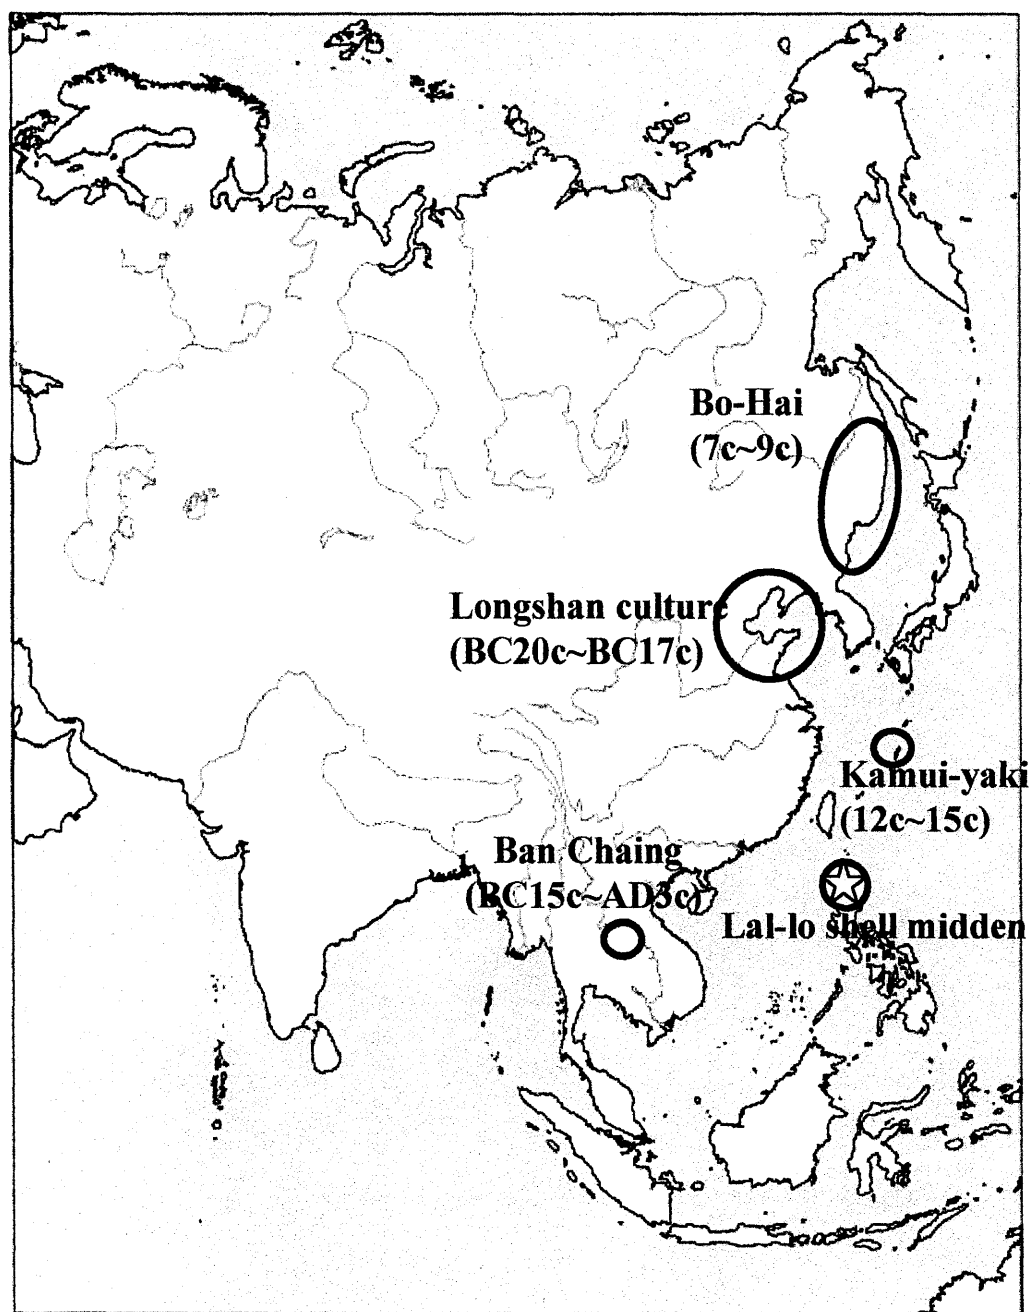 Bo-Hai
(7c~9c)
Longshan culture
(BC20c~BC17c)
Kamui-yaki
(12c~15c)
Ban Chaing
(BC15c~AD3c)
Lal-lo shell midden